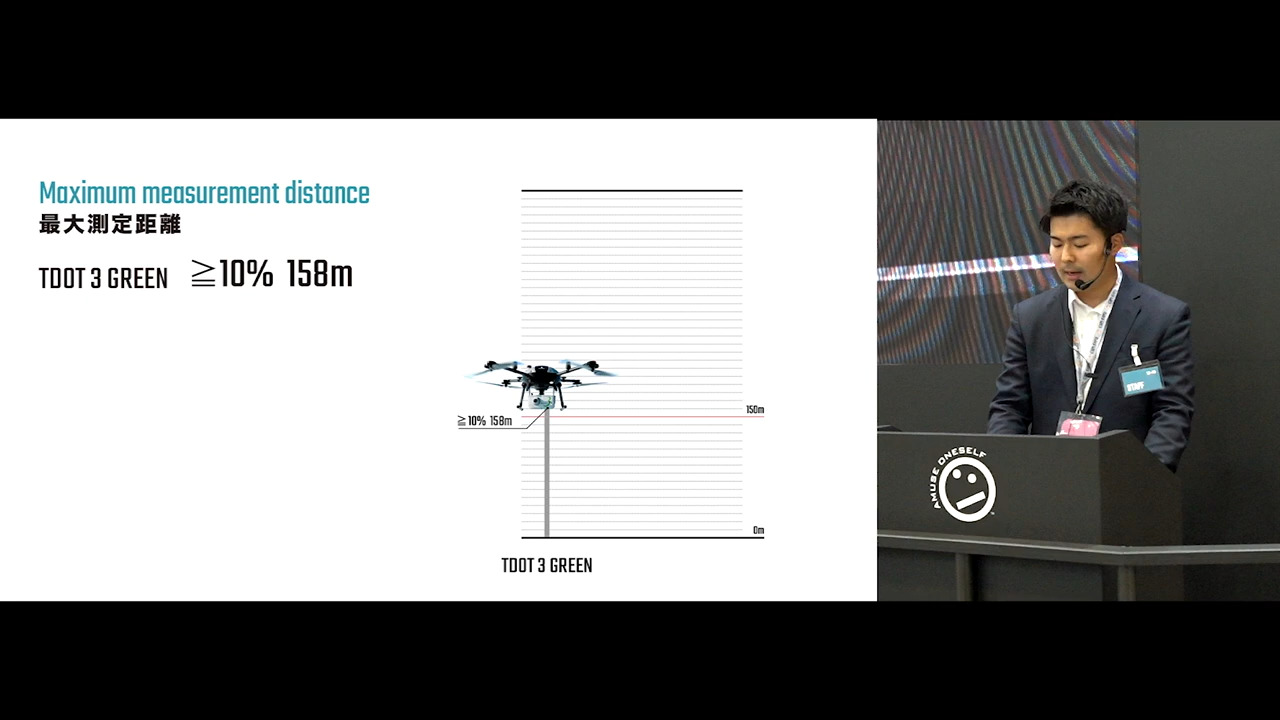 Maximum measurement distance
最大測定距離
TDOT 3 GREEN ≧10% 158m
150m
≧10% 158m
0m
TDOT 3 GREEN
STAFF
AMUSE ONESELF